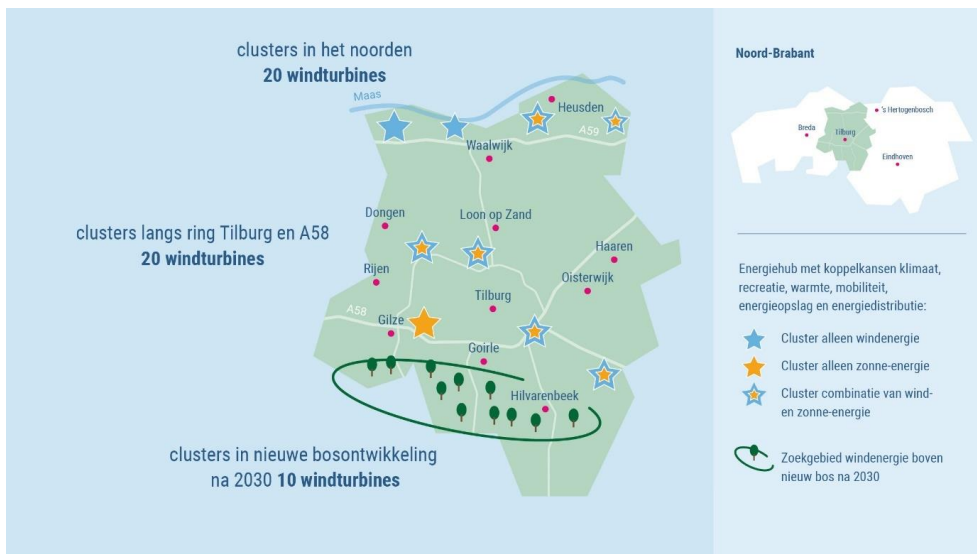 clusters in het noorden
20 windturbines
Maas
Heusden
A59
Waalwijk
Dongen
Loon op Zand
clusters langs ring Tilburg en A58
20 windturbines
Haaren
Rijen
Oisterwijk
Tilburg
A58
Gilze
Goirle
Hilvarenbeek
clusters in nieuwe bosontwikkeling
na 2030 10 windturbines
Noord-Brabant
's Hertogenbosch
Breda
Tilburg
Eindhoven
Energiehub met koppelkansen klimaat,
recreatie, warmte, mobiliteit,
energieopslag en energiedistributie:
Cluster alleen windenergie
Cluster alleen zonne-energie
Cluster combinatie van wind-
en zonne-energie
Zoekgebied windenergie boven
nieuw bos na 2030